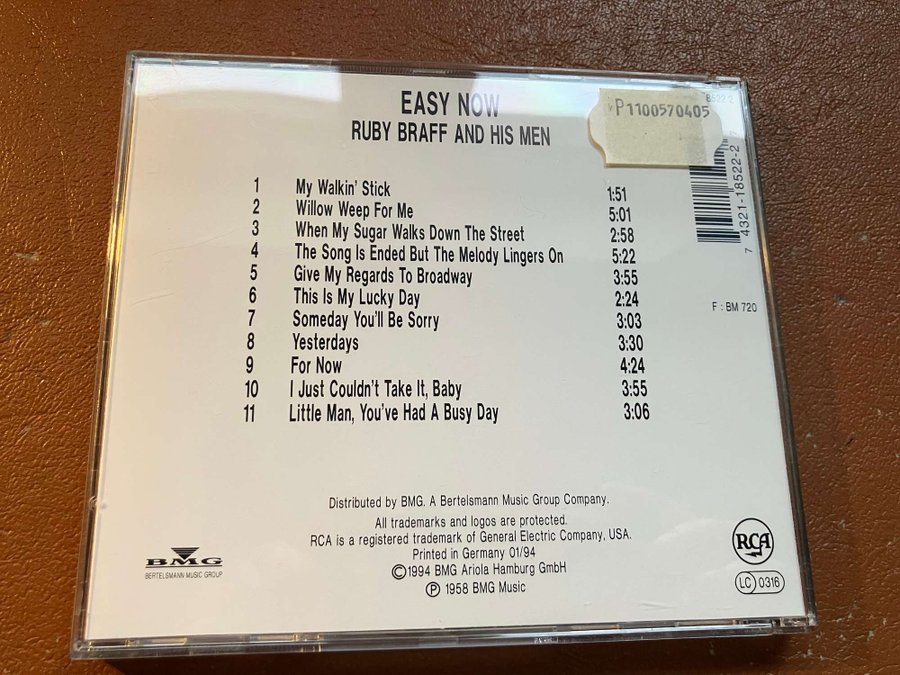 EASY NOW
RUBY BRAFF AND HIS MEN
8522 2
P1100570405
1 My Walkin' Stick 1:51
2 Willow Weep For Me 5:01
3 When My Sugar Walks Down The Street 2:58
4 The Song Is Ended But The Melody Lingers On 5:22
5 Give My Regards To Broadway 3:55
6 This Is My Lucky Day 2:24
7 Someday You'll Be Sorry 3:03
8 Yesterdays 3:30
9 For Now 4:24
10 I Just Couldn't Take It, Baby 3:55
11 Little Man, You've Had A Busy Day 3:06
7 4321-18522-2
F : BM 720
Distributed by BMG. A Bertelsmann Music Group Company.
All trademarks and logos are protected.
RCA is a registered trademark of General Electric Company, USA.
Printed in Germany 01/94
©1994 BMG Ariola Hamburg GmbH
℗ 1958 BMG Music
BMG
BERTELSMANN MUSIC GROUP
RCA
LC 0316